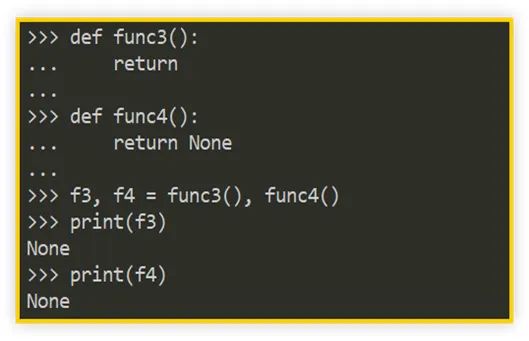 >>> def func3():
...     return
...
>>> def func4():
...     return None
...
>>> f3, f4 = func3(), func4()
>>> print(f3)
None
>>> print(f4)
None